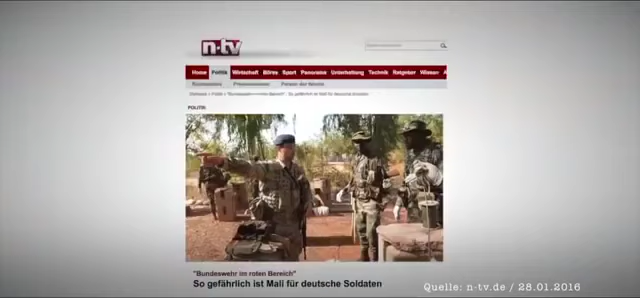 n-tv
Home Politik Wirtschaft Börse Sport Panorama Unterhaltung Technik Ratgeber Wissen
POLITIK
"Bundeswehr im roten Bereich"
So gefährlich ist Mali für deutsche Soldaten
Quelle: n-tv.de / 28.01.2016